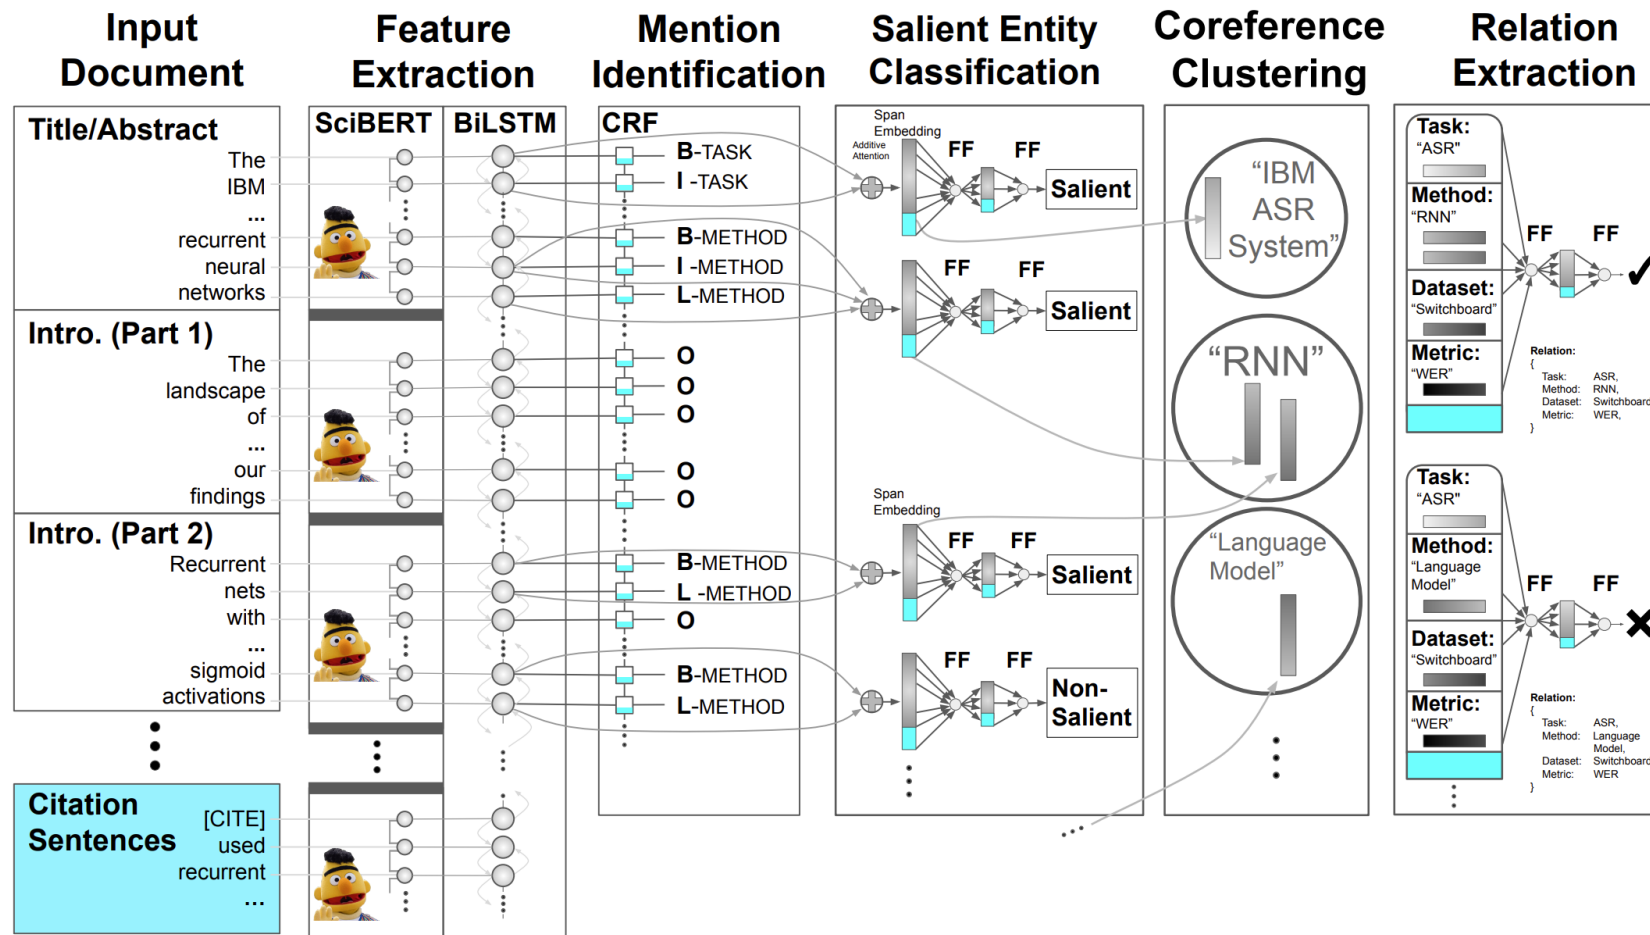 Input
Document
Feature
Extraction
Mention
Identification
Salient Entity
Classification
Coreference
Clustering
Relation
Extraction
Title/Abstract
The
IBM
...
recurrent
neural
networks
Intro. (Part 1)
The
landscape
of
...
our
findings
Intro. (Part 2)
Recurrent
nets
with
...
sigmoid
activations
Citation
Sentences
[CITE]
used
recurrent
...
SciBERT
BiLSTM
CRF
B-TASK
I -TASK
B-METHOD
I -METHOD
L-METHOD
O
O
O
O
O
B-METHOD
L -METHOD
O
B-METHOD
L-METHOD
Span
Embedding
Additive
Attention
FF
FF
Salient
FF
FF
Salient
Span
Embedding
FF
FF
Salient
FF
FF
Non-
Salient
“IBM
ASR
System”
“RNN”
“Language
Model”
Task:
“ASR”
Method:
“RNN”
Dataset:
“Switchboard”
Metric:
“WER”
FF
FF
Relation:
{
Task: ASR,
Method: RNN,
Dataset: Switchboard
Metric: WER,
}
Task:
“ASR”
Method:
“Language
Model”
Dataset:
“Switchboard”
Metric:
“WER”
FF
FF
Relation:
{
Task: ASR,
Method: Language
Model,
Dataset: Switchboard
Metric: WER
}